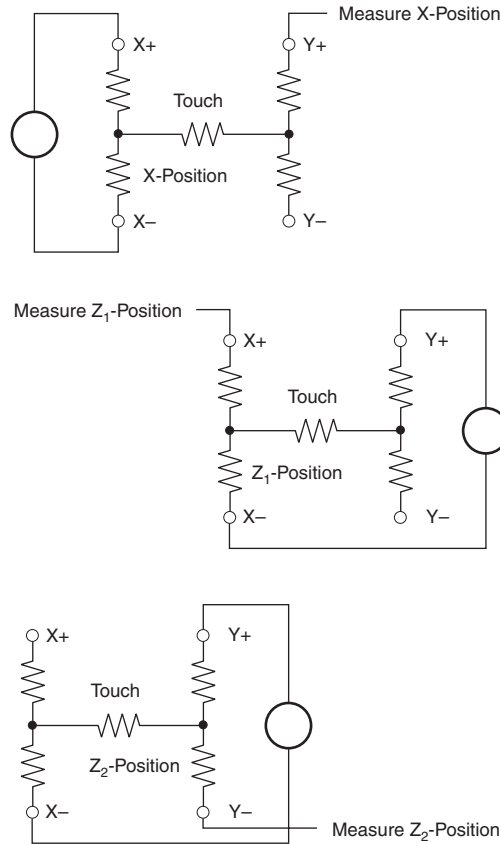 Measure X-Position
X+
Y+
Touch
X-Position
X–
Y–
Measure Z₁-Position
X+
Y+
Touch
Z₁-Position
X–
Y–
X+
Y+
Touch
Z₂-Position
X–
Y–
Measure Z₂-Position